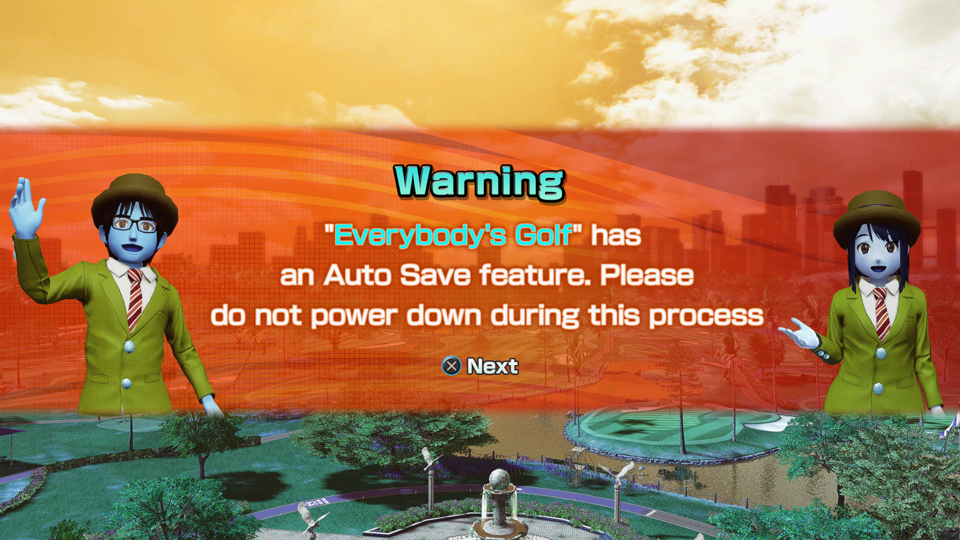 Warning
"Everybody's Golf" has
an Auto Save feature. Please
do not power down during this process
Next